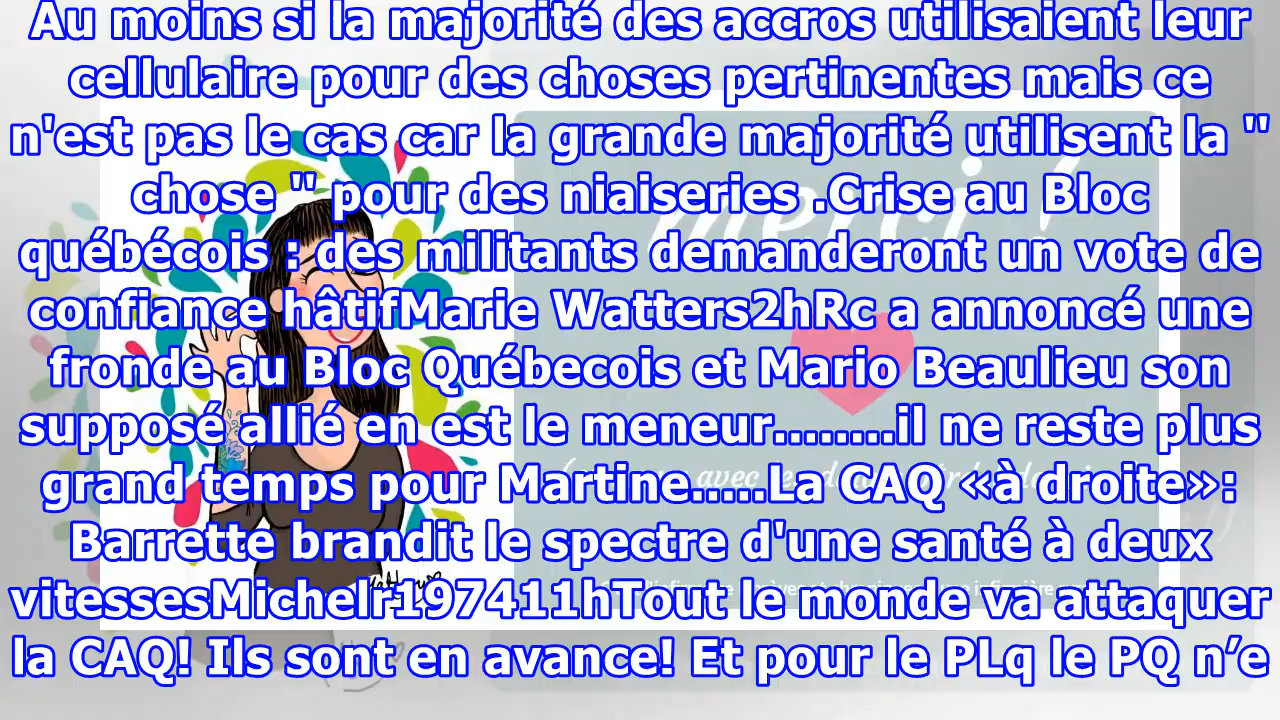 Au moins si la majorité des accros utilisaient leur
cellulaire pour des choses pertinentes mais ce
n'est pas le cas car la grande majorité utilisent la "
chose " pour des niaiseries .Crise au Bloc
québécois : des militants demanderont un vote de
confiance hâtifMarie Watters2hRc a annoncé une
fronde au Bloc Québecois et Mario Beaulieu son
supposé allié en est le meneur........il ne reste plus
grand temps pour Martine.....La CAQ «à droite»:
Barrette brandit le spectre d'une santé à deux
vitessesMichelr197411hTout le monde va attaquer
la CAQ! Ils sont en avance! Et pour le PLq le PQ n’e
merci !